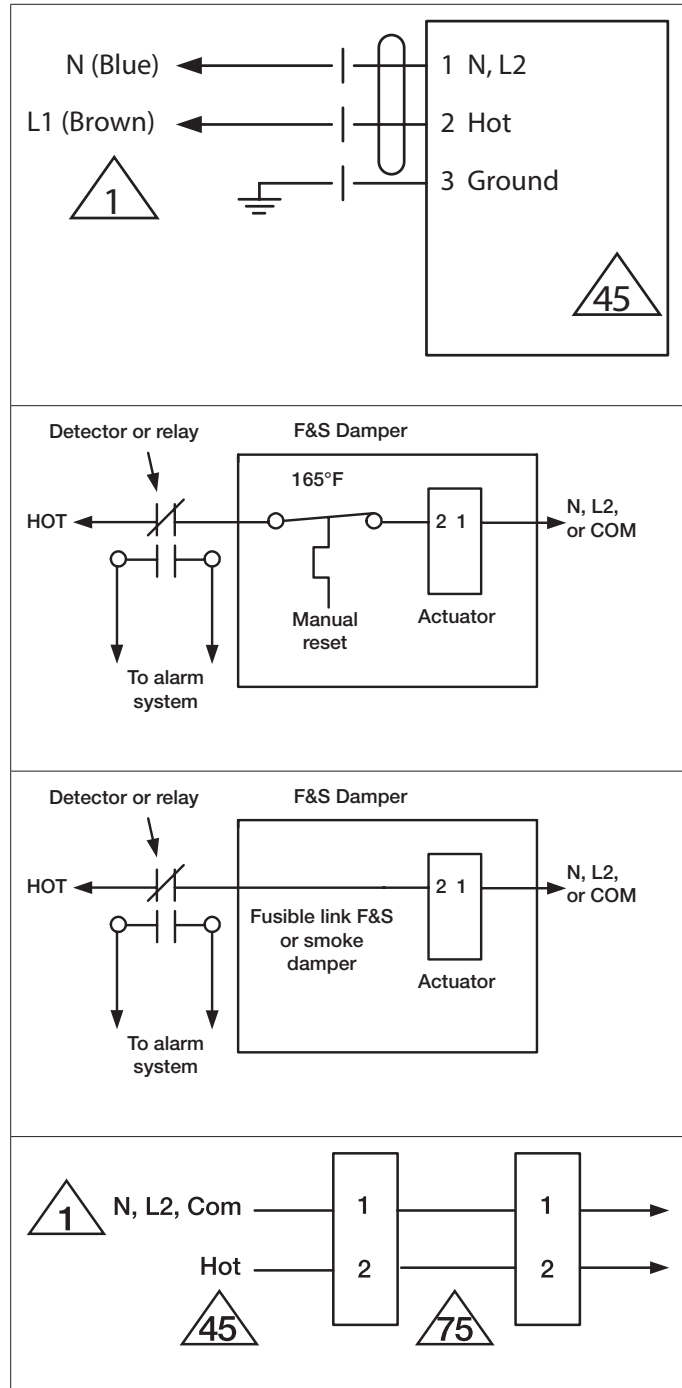 N (Blue)
1 N, L2
L1 (Brown)
2 Hot
1
3 Ground
45
Detector or relay
F&S Damper
165°F
HOT
2 1
N, L2,
or COM
Manual
reset
Actuator
To alarm
system
Detector or relay
F&S Damper
HOT
2 1
N, L2,
or COM
Fusible link F&S
or smoke
damper
Actuator
To alarm
system
1
N, L2, Com
1
1
Hot
2
2
45
75